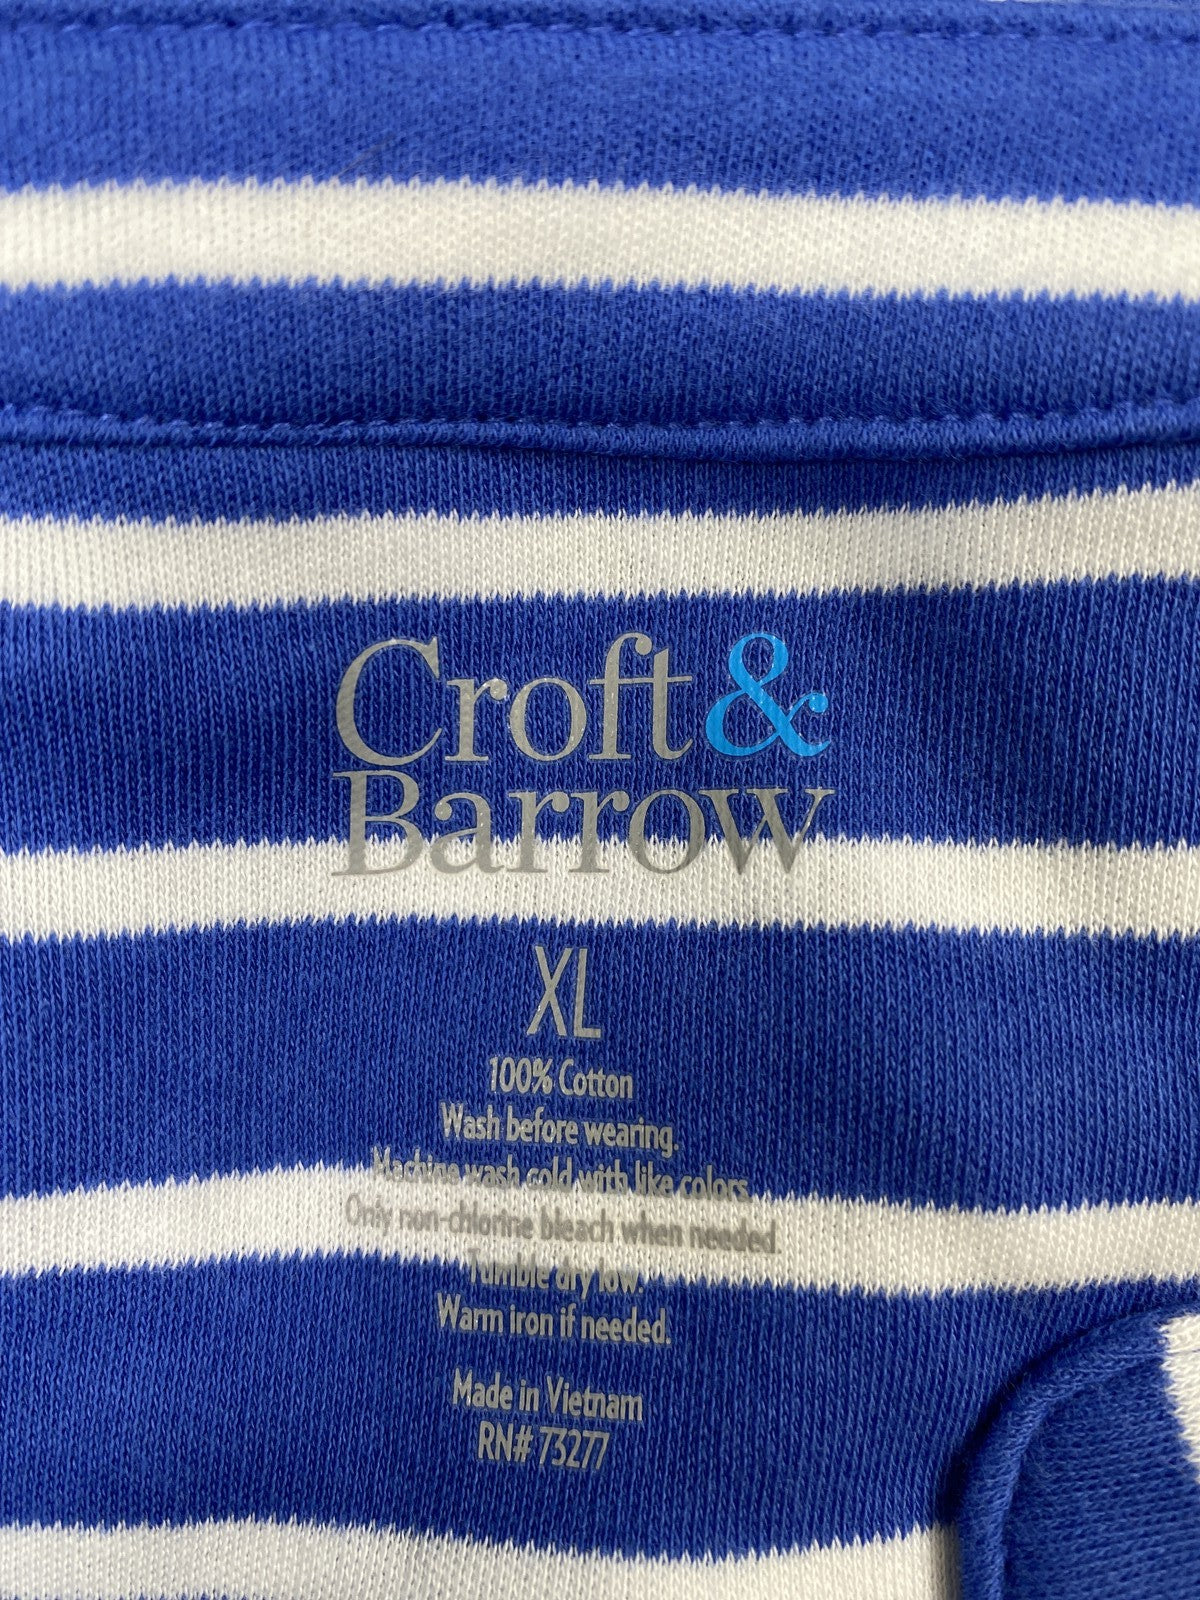 Croft &
Barrow
XL
100% Cotton
Wash before wearing.
Machine wash cold with like colors.
Only non-chlorine bleach when needed.
Tumble dry low.
Warm iron if needed.
Made in Vietnam
RN# 73277